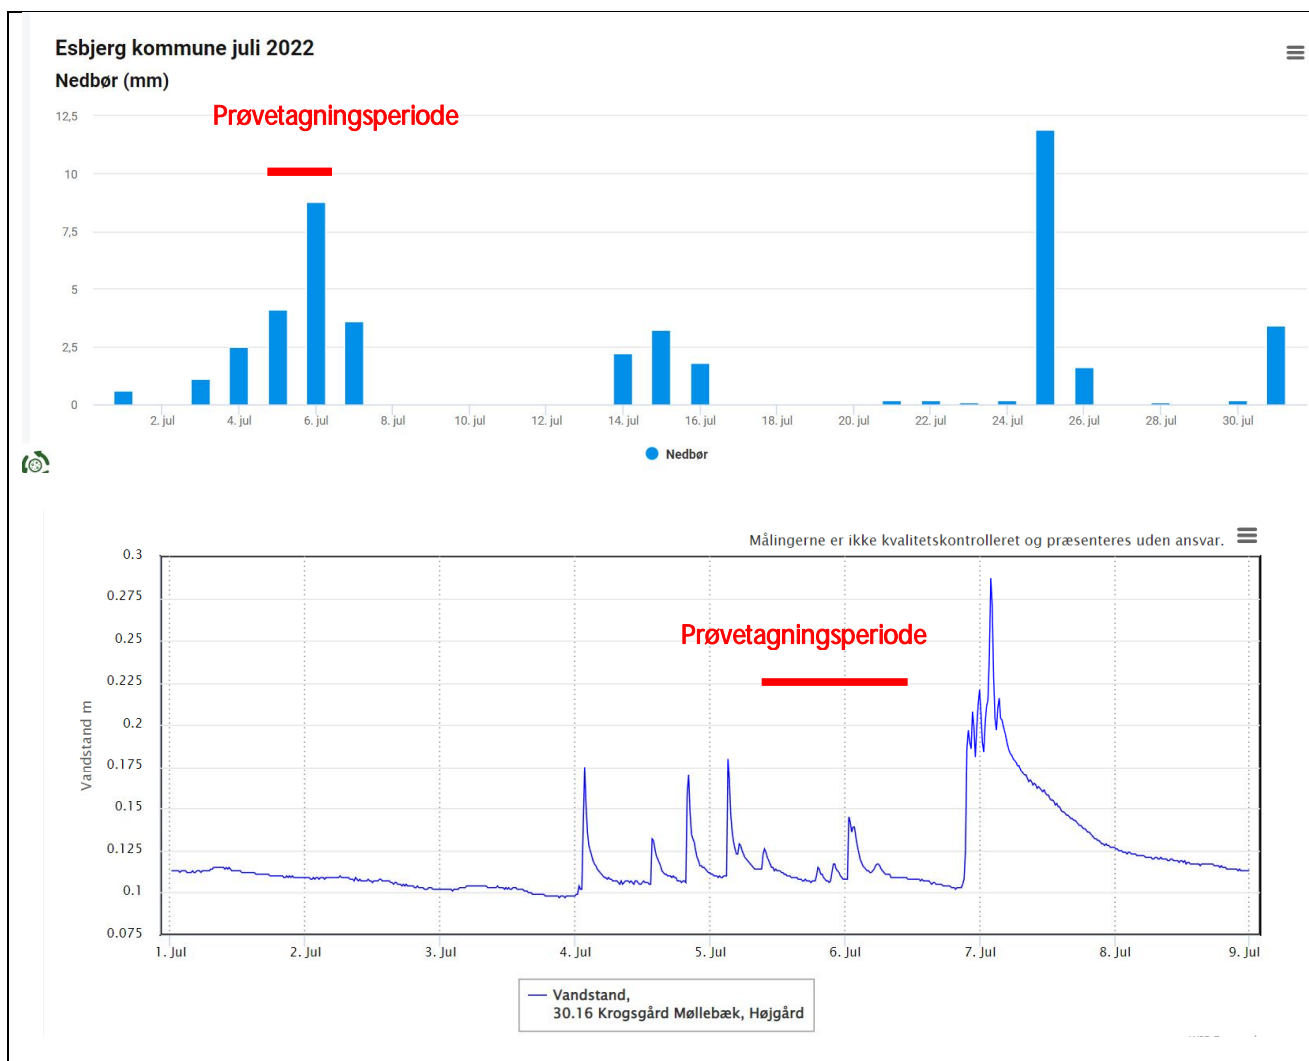 Esbjerg kommune juli 2022
Nedbør (mm)
Prøvetagningsperiode
12,5
10
7,5
5
2,5
0
2. jul 4. jul 6. jul 8. jul 10. jul 12. jul 14. jul 16. jul 18. jul 20. jul 22. jul 24. jul 26. jul 28. jul 30. jul
Nedbør
Målingerne er ikke kvalitetskontrolleret og præsenteres uden ansvar.
Prøvetagningsperiode
Vandstand m
0.3
0.275
0.25
0.225
0.2
0.175
0.15
0.125
0.1
0.075
1. Jul 2. Jul 3. Jul 4. Jul 5. Jul 6. Jul 7. Jul 8. Jul 9. Jul
Vandstand,
30.16 Krogsgård Møllebæk, Højgård